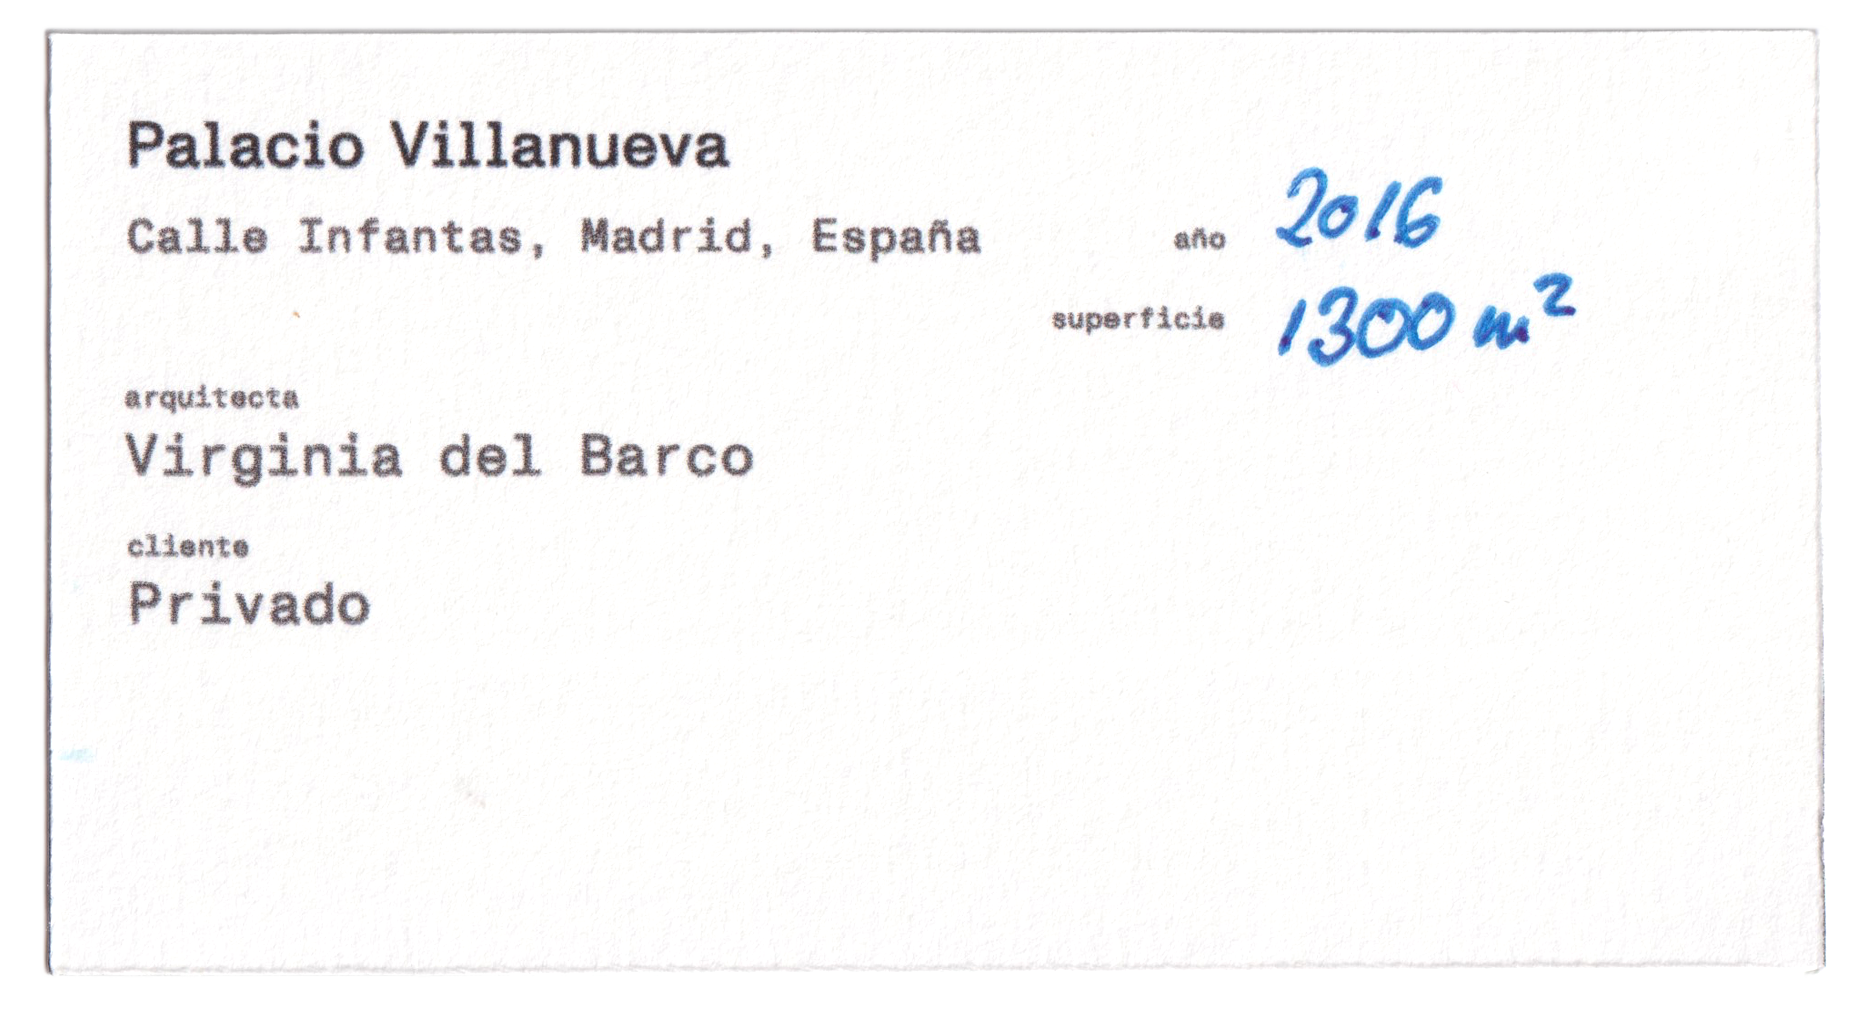 Palacio Villanueva
Calle Infantas, Madrid, España
año 2016
superficie 1300 m²
arquitecta
Virginia del Barco
cliente
Privado